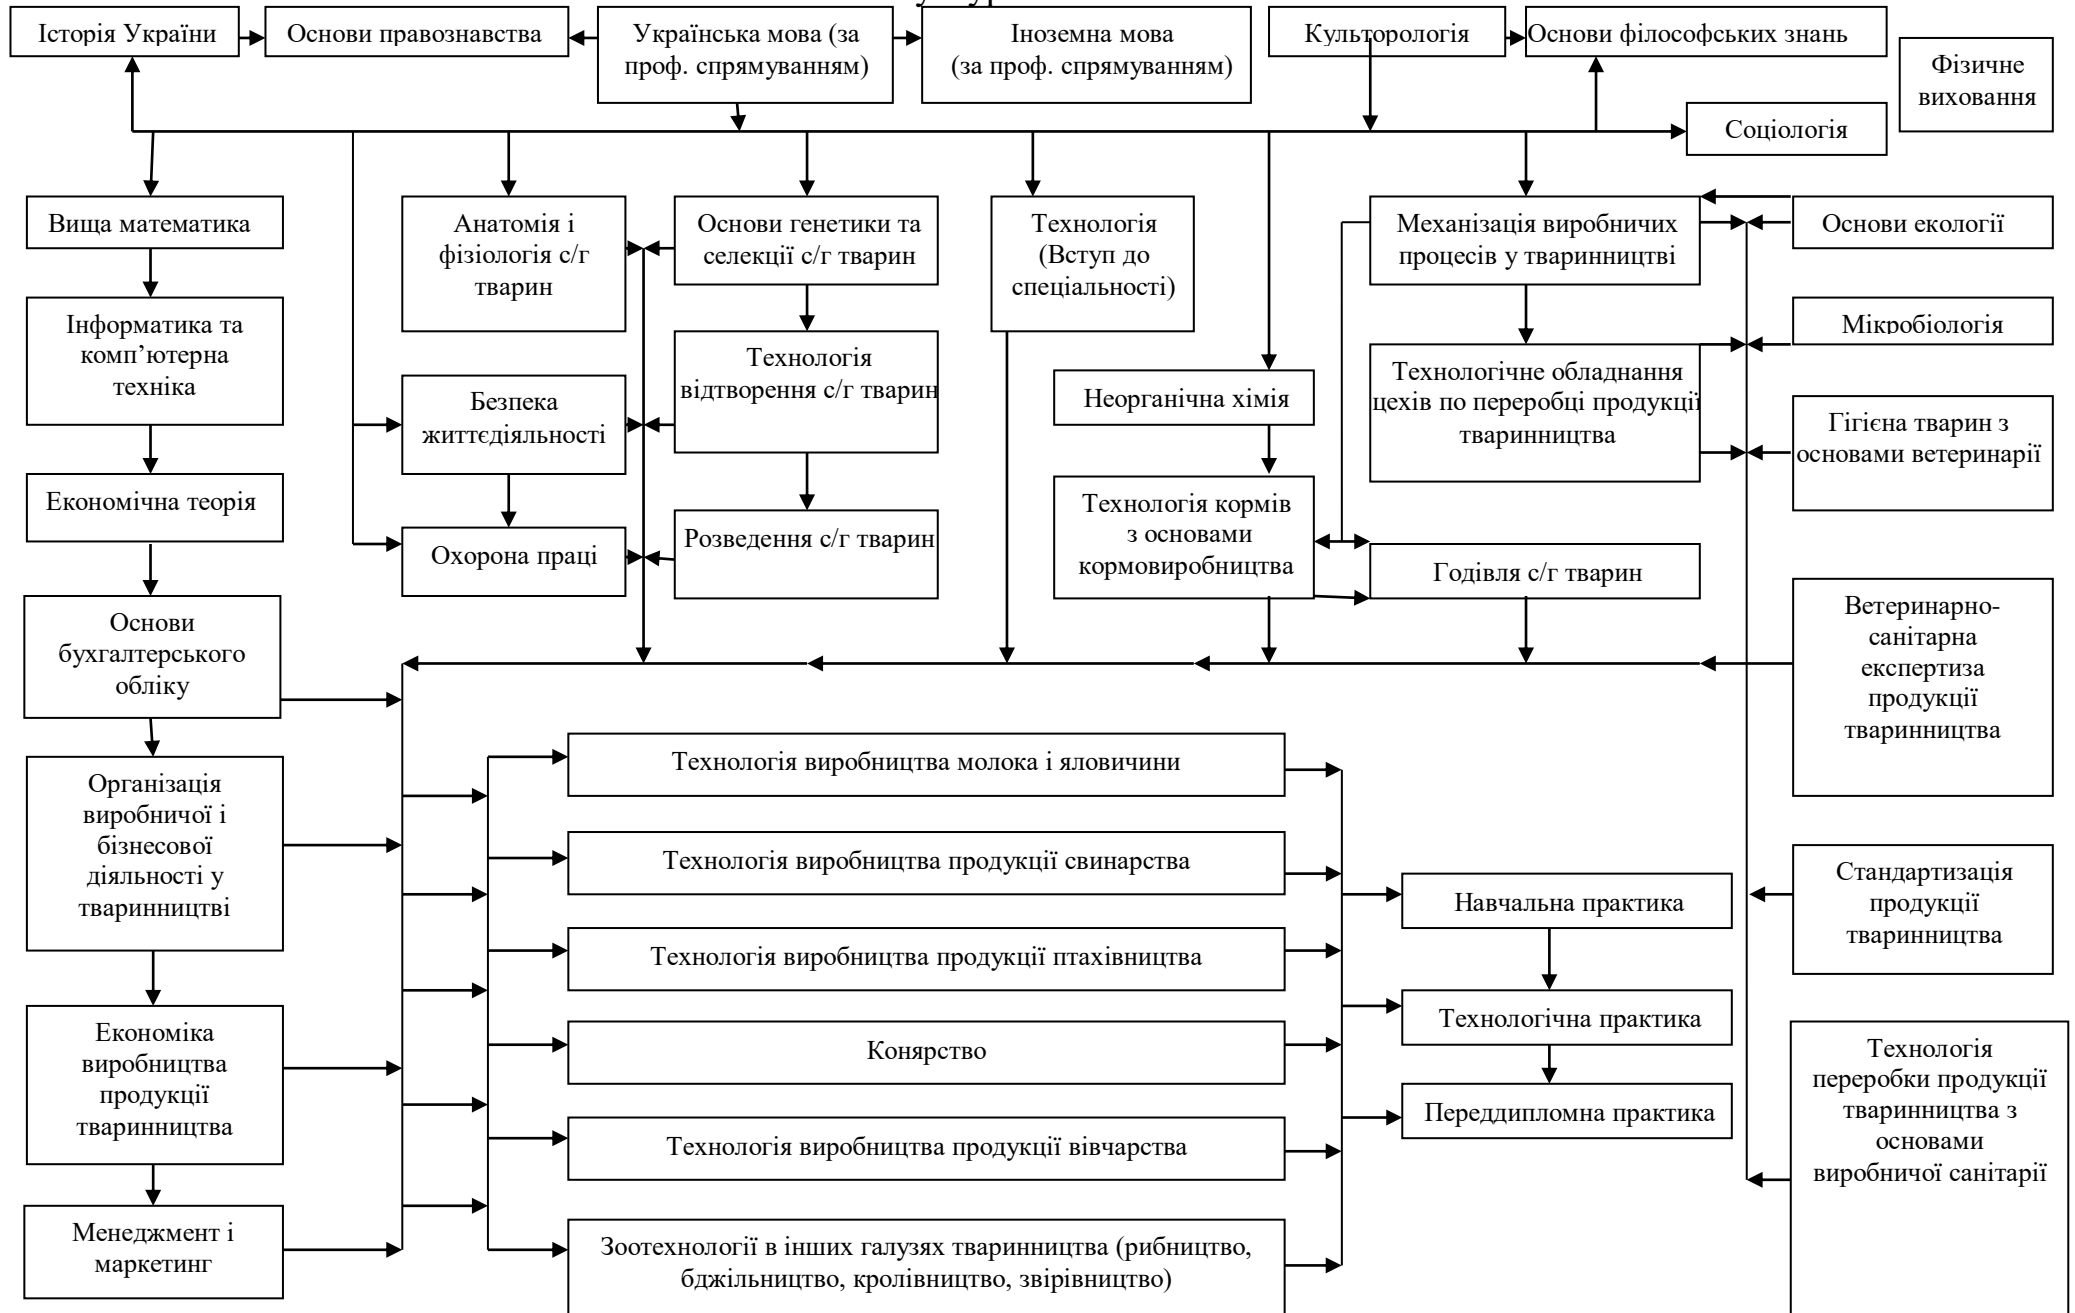 Історія України
Основи правознавства
Українська мова (за
проф. спрямуванням)
Іноземна мова
(за проф. спрямуванням)
Культорологія
Основи філософських знань
Фізичне
виховання
Соціологія
Вища математика
Анатомія і
фізіологія с/г
тварин
Основи генетики та
селекції с/г тварин
Технологія
(Вступ до
спеціальності)
Механізація виробничих
процесів у тваринництві
Основи екології
Інформатика та
комп’ютерна
техніка
Технологія
відтворення с/г тварин
Мікробіологія
Безпека
життєдіяльності
Неорганічна хімія
Технологічне обладнання
цехів по переробці продукції
тваринництва
Гігієна тварин з
основами ветеринарії
Економічна теорія
Охорона праці
Розведення с/г тварин
Технологія кормів
з основами
кормовиробництва
Годівля с/г тварин
Основи
бухгалтерського
обліку
Ветеринарно-
санітарна
експертиза
продукції
тваринництва
Організація
виробничої і
бізнесової
діяльності у
тваринництві
Технологія виробництва молока і яловичини
Технологія виробництва продукції свинарства
Навчальна практика
Стандартизація
продукції
тваринництва
Технологія виробництва продукції птахівництва
Економіка
виробництва
продукції
тваринництва
Конярство
Технологічна практика
Технологія
переробки продукції
тваринництва з
основами
виробничої санітарії
Технологія виробництва продукції вівчарства
Переддипломна практика
Менеджмент і
маркетинг
Зоотехнології в інших галузях тваринництва (рибництво,
бджільництво, кролівництво, звірівництво)